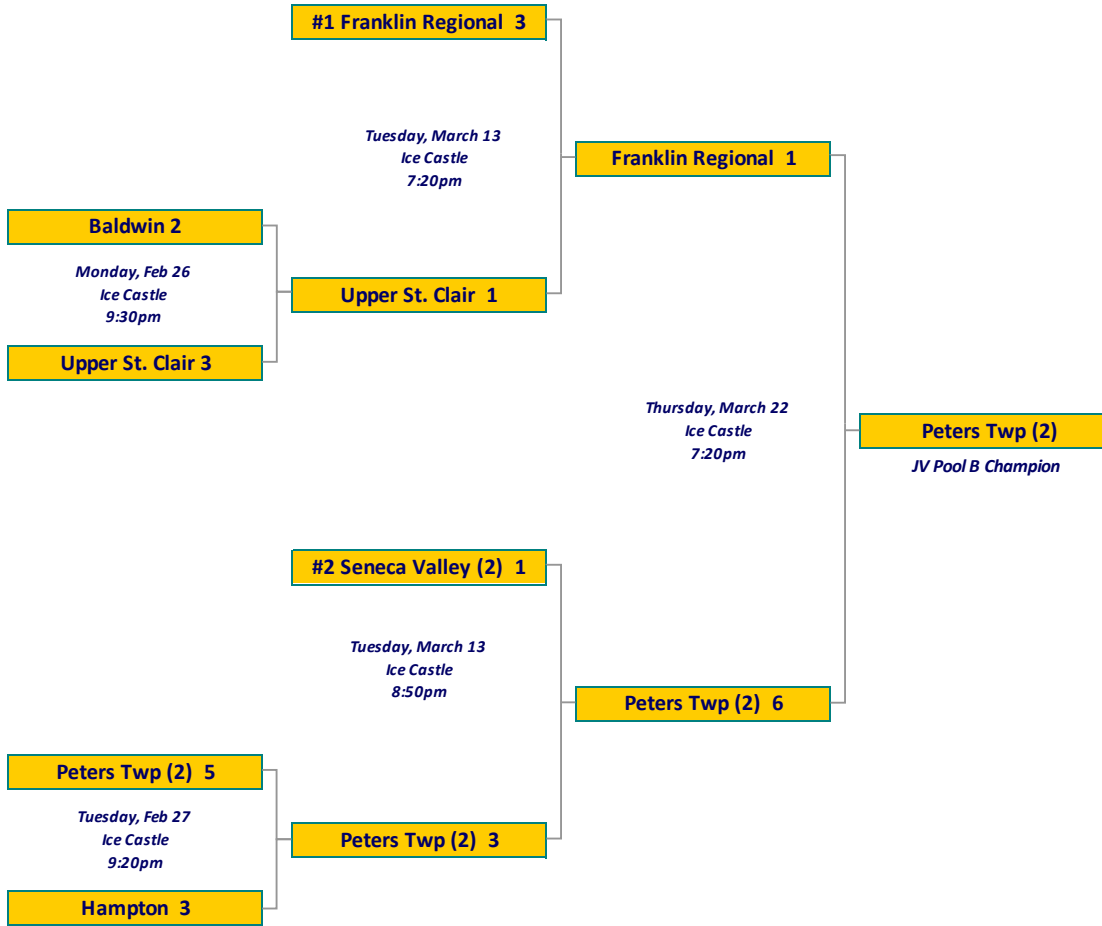 #1 Franklin Regional 3
Tuesday, March 13
Ice Castle
7:20pm
Franklin Regional 1
Baldwin 2
Monday, Feb 26
Ice Castle
9:30pm
Upper St. Clair 1
Upper St. Clair 3
Thursday, March 22
Ice Castle
7:20pm
Peters Twp (2)
JV Pool B Champion
#2 Seneca Valley (2) 1
Tuesday, March 13
Ice Castle
8:50pm
Peters Twp (2) 6
Peters Twp (2) 5
Tuesday, Feb 27
Ice Castle
9:20pm
Peters Twp (2) 3
Hampton 3